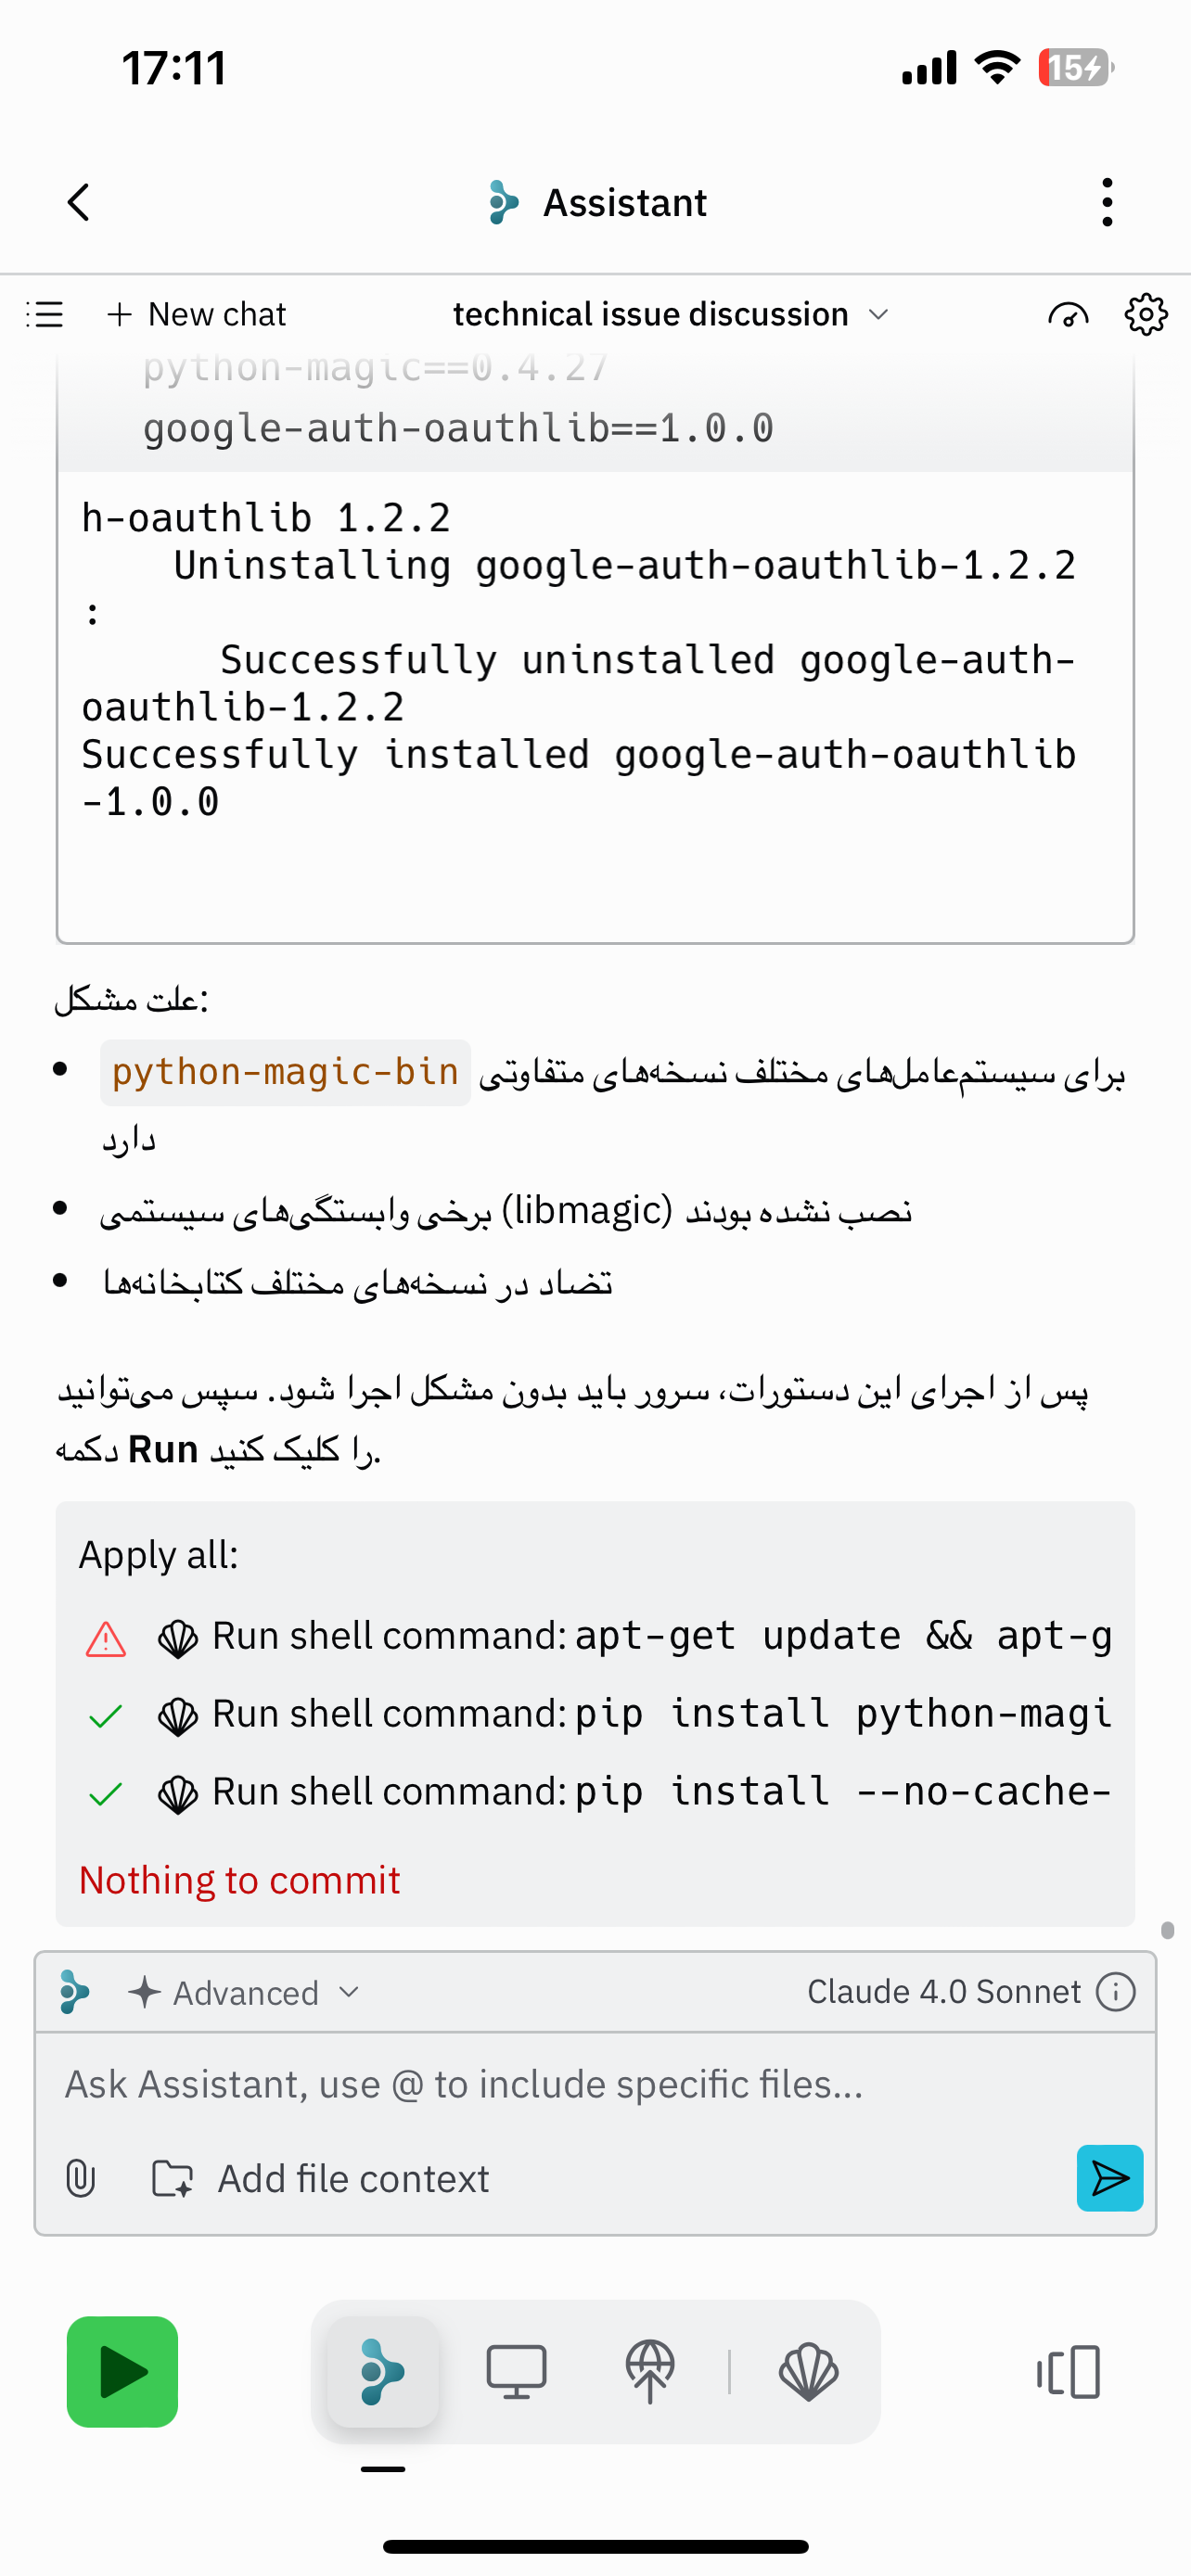 17:11
15
Assistant
New chat
technical issue discussion
python-magic==0.4.27
google-auth-oauthlib==1.0.0
h-oauthlib 1.2.2
Uninstalling google-auth-oauthlib-1.2.2
:
Successfully uninstalled google-auth-
oauthlib-1.2.2
Successfully installed google-auth-oauthlib
-1.0.0
علت مشکل:
python-magic-bin برای سیستم‌عامل‌های مختلف نسخه‌های متفاوتی
دارد
برخی وابستگی‌های سیستمی (libmagic) نصب نشده بودند
تضاد در نسخه‌های مختلف کتابخانه‌ها
پس از اجرای این دستورات، سرور باید بدون مشکل اجرا شود. سپس می‌توانید
دکمه Run را کلیک کنید.
Apply all:
Run shell command: apt-get update && apt-g
Run shell command: pip install python-magi
Run shell command: pip install --no-cache-
Nothing to commit
Advanced
Claude 4.0 Sonnet
Ask Assistant, use @ to include specific files...
Add file context